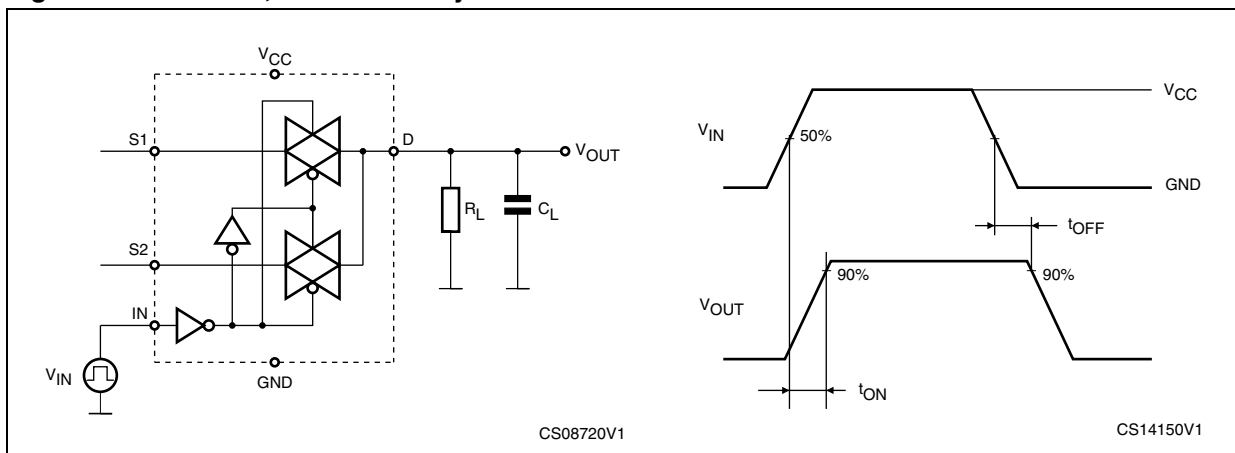 V_CC
S1
D
V_OUT
R_L
C_L
S2
IN
V_IN
GND
CS08720V1
V_CC
V_IN
50%
GND
t_OFF
90%
90%
V_OUT
t_ON
CS14150V1